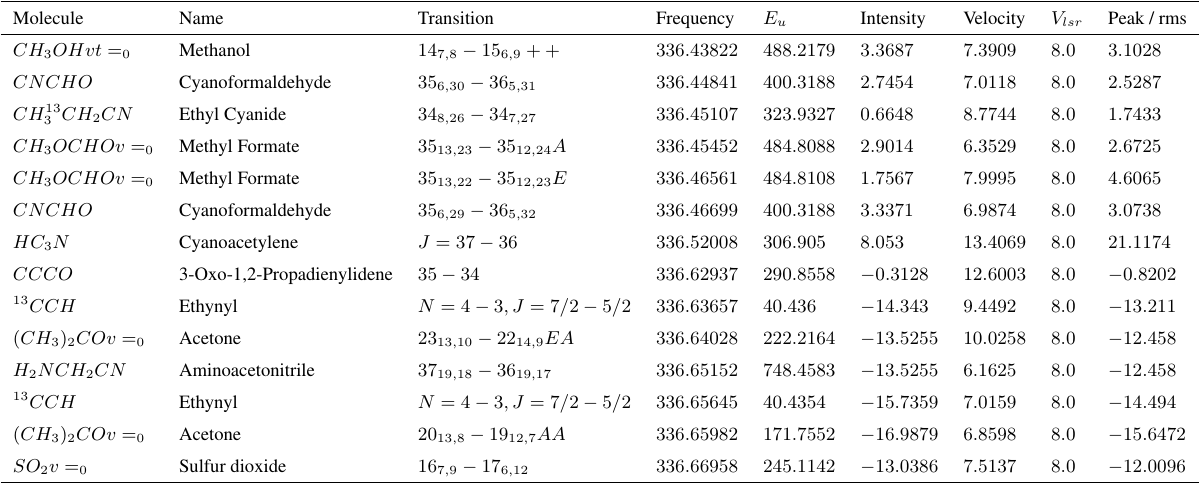 Molecule Name Transition Frequency $E_u$ Intensity Velocity $V_{lsr}$ Peak / rms
$CH_3OHvt =_0$ Methanol $14_{7,8} - 15_{6,9} + +$ 336.43822 488.2179 3.3687 7.3909 8.0 3.1028
$CNCHO$ Cyanoformaldehyde $35_{6,30} - 36_{5,31}$ 336.44841 400.3188 2.7454 7.0118 8.0 2.5287
$CH_3^{13}CH_2CN$ Ethyl Cyanide $34_{8,26} - 34_{7,27}$ 336.45107 323.9327 0.6648 8.7744 8.0 1.7433
$CH_3OCHOv =_0$ Methyl Formate $35_{13,23} - 35_{12,24}A$ 336.45452 484.8088 2.9014 6.3529 8.0 2.6725
$CH_3OCHOv =_0$ Methyl Formate $35_{13,22} - 35_{12,23}E$ 336.46561 484.8108 1.7567 7.9995 8.0 4.6065
$CNCHO$ Cyanoformaldehyde $35_{6,29} - 36_{5,32}$ 336.46699 400.3188 3.3371 6.9874 8.0 3.0738
$HC_3N$ Cyanoacetylene $J = 37 - 36$ 336.52008 306.905 8.053 13.4069 8.0 21.1174
$CCCO$ 3-Oxo-1,2-Propadienylidene $35 - 34$ 336.62937 290.8558 −0.3128 12.6003 8.0 −0.8202
$^{13}CCH$ Ethynyl $N = 4 - 3, J = 7/2 - 5/2$ 336.63657 40.436 −14.343 9.4492 8.0 −13.211
$(CH_3)_2COv =_0$ Acetone $23_{13,10} - 22_{14,9}EA$ 336.64028 222.2164 −13.5255 10.0258 8.0 −12.458
$H_2NCH_2CN$ Aminoacetonitrile $37_{19,18} - 36_{19,17}$ 336.65152 748.4583 −13.5255 6.1625 8.0 −12.458
$^{13}CCH$ Ethynyl $N = 4 - 3, J = 7/2 - 5/2$ 336.65645 40.4354 −15.7359 7.0159 8.0 −14.494
$(CH_3)_2COv =_0$ Acetone $20_{13,8} - 19_{12,7}AA$ 336.65982 171.7552 −16.9879 6.8598 8.0 −15.6472
$SO_2v =_0$ Sulfur dioxide $16_{7,9} - 17_{6,12}$ 336.66958 245.1142 −13.0386 7.5137 8.0 −12.0096